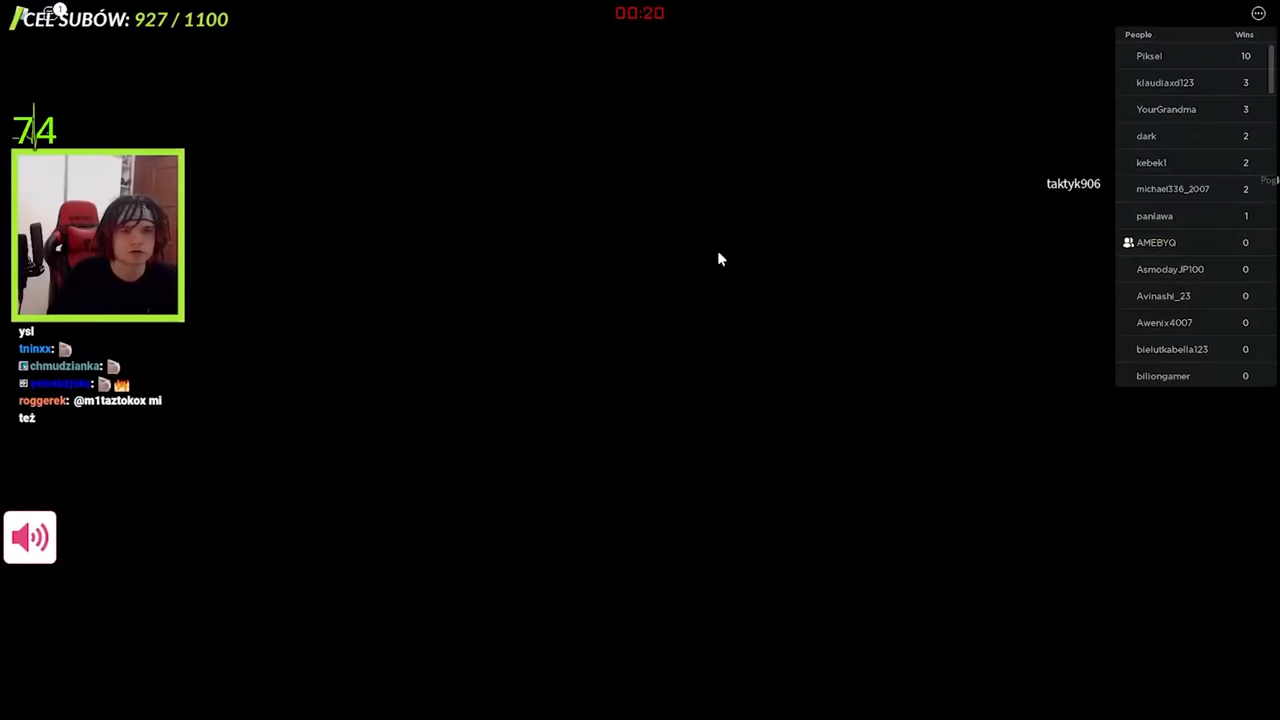 CEL SUBÓW: 927 / 1100
1
00:20
74
ysl
tninxx:
chmudzianka:
roggerek: @m1taztokox mi
też
taktyk906
People Wins
Piksel 10
klaudiaxd123 3
YourGrandma 3
dark 2
kebek1 2
michael336_2007 2
panlawa 1
AMEBYQ 0
AsmodayJP100 0
Avinashi_23 0
Awenix4007 0
bielutkabella123 0
biliongamer 0